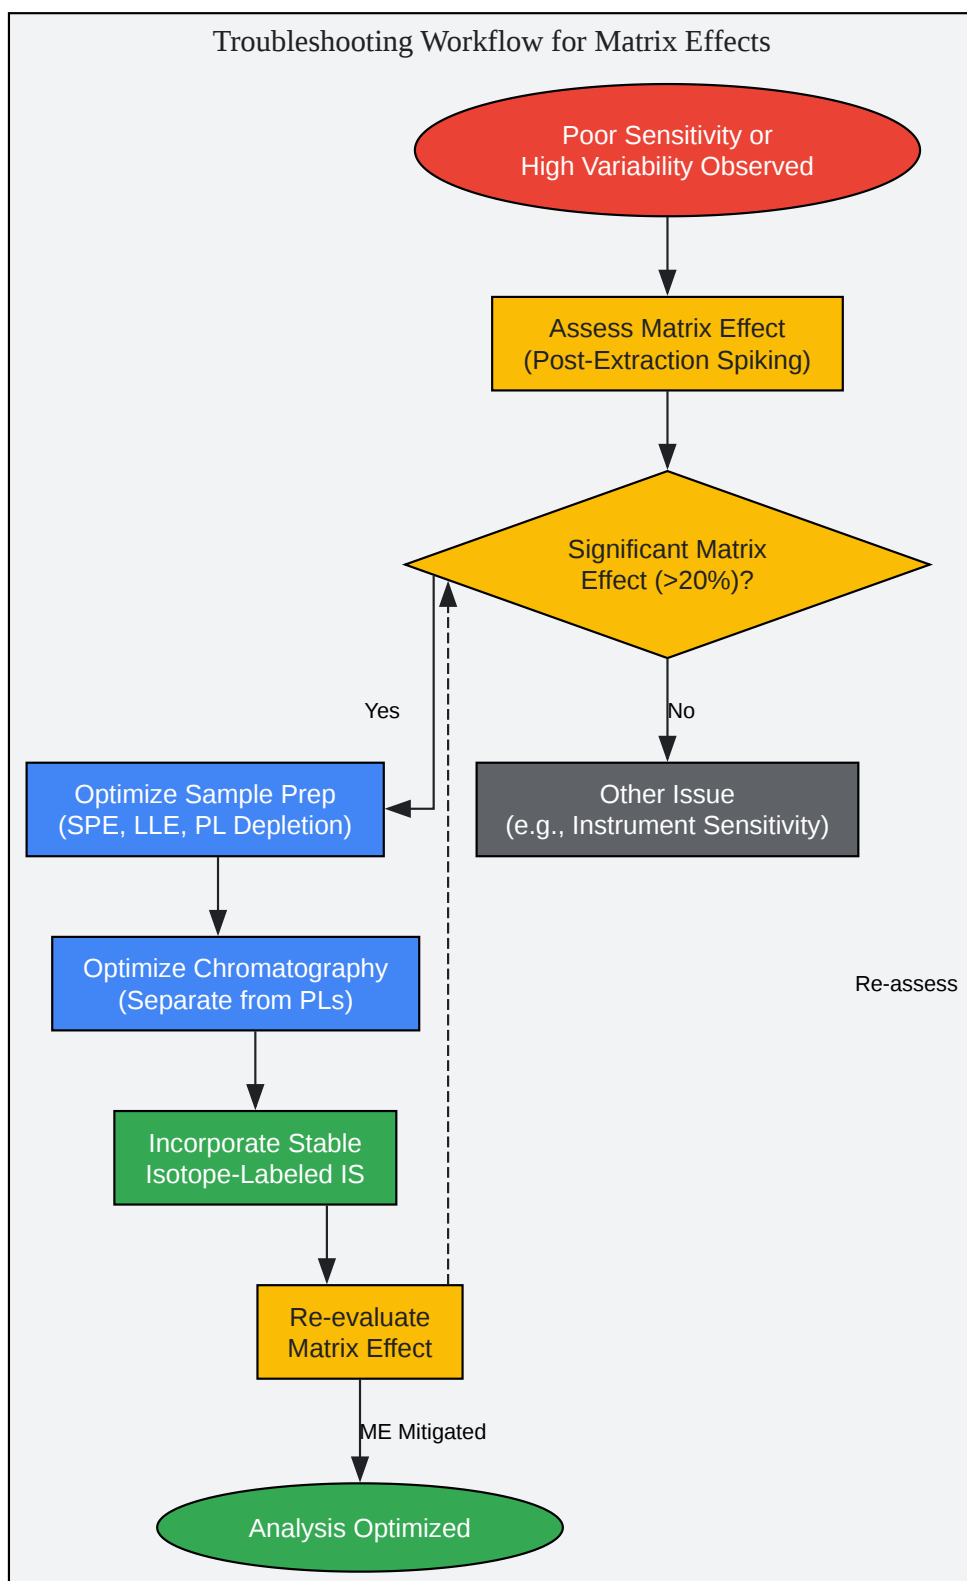 Troubleshooting Workflow for Matrix Effects
Poor Sensitivity or
High Variability Observed
Assess Matrix Effect
(Post-Extraction Spiking)
Significant Matrix
Effect (>20%)?
Yes
No
Optimize Sample Prep
(SPE, LLE, PL Depletion)
Other Issue
(e.g., Instrument Sensitivity)
Optimize Chromatography
(Separate from PLs)
Re-assess
Incorporate Stable
Isotope-Labeled IS
Re-evaluate
Matrix Effect
ME Mitigated
Analysis Optimized